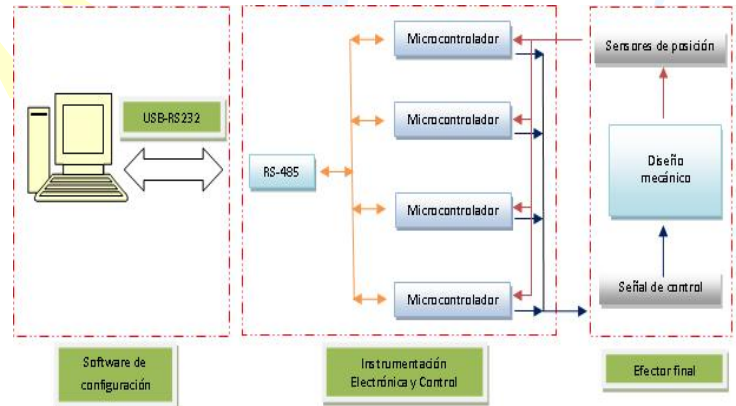 Microcontrolador
Sensores de posición
USB-RS232
Microcontrolador
Diseño
mecánico
RS-485
Microcontrolador
Señal de control
Microcontrolador
Software de
configuración
Instrumentación
Electrónica y Control
Efector final